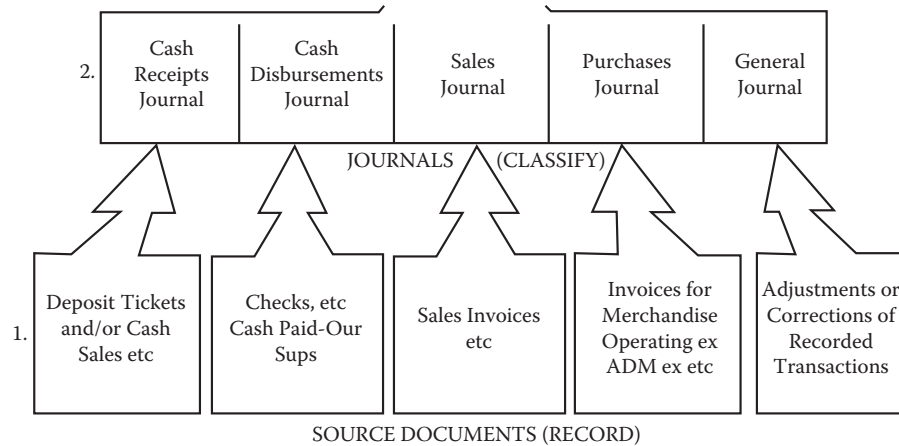 2.
Cash
Receipts
Journal
Cash
Disbursements
Journal
Sales
Journal
Purchases
Journal
General
Journal
JOURNALS (CLASSIFY)
1.
Deposit Tickets
and/or Cash
Sales etc
Checks, etc
Cash Paid-Our
Sups
Sales Invoices
etc
Invoices for
Merchandise
Operating ex
ADM ex etc
Adjustments or
Corrections of
Recorded
Transactions
SOURCE DOCUMENTS (RECORD)